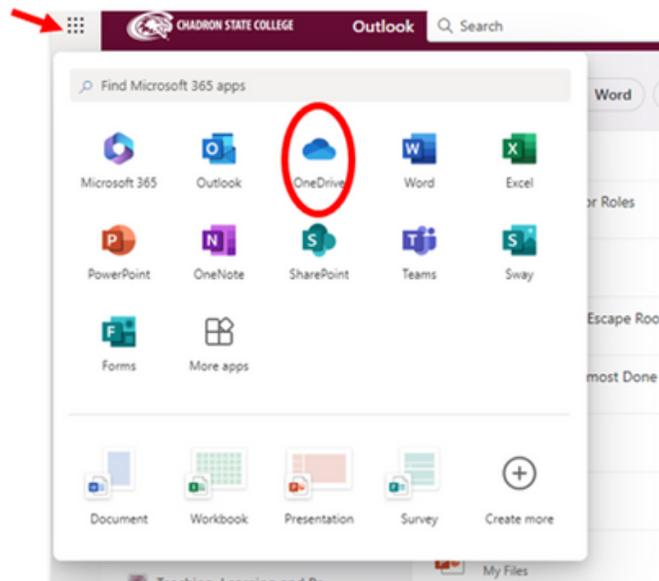 CHADRON STATE COLLEGE
Outlook
Search
Find Microsoft 365 apps
Word
Microsoft 365
Outlook
OneDrive
Word
Excel
or Roles
PowerPoint
OneNote
SharePoint
Teams
Sway
Escape Roo
Forms
More apps
most Done
Document
Workbook
Presentation
Survey
Create more
My Files